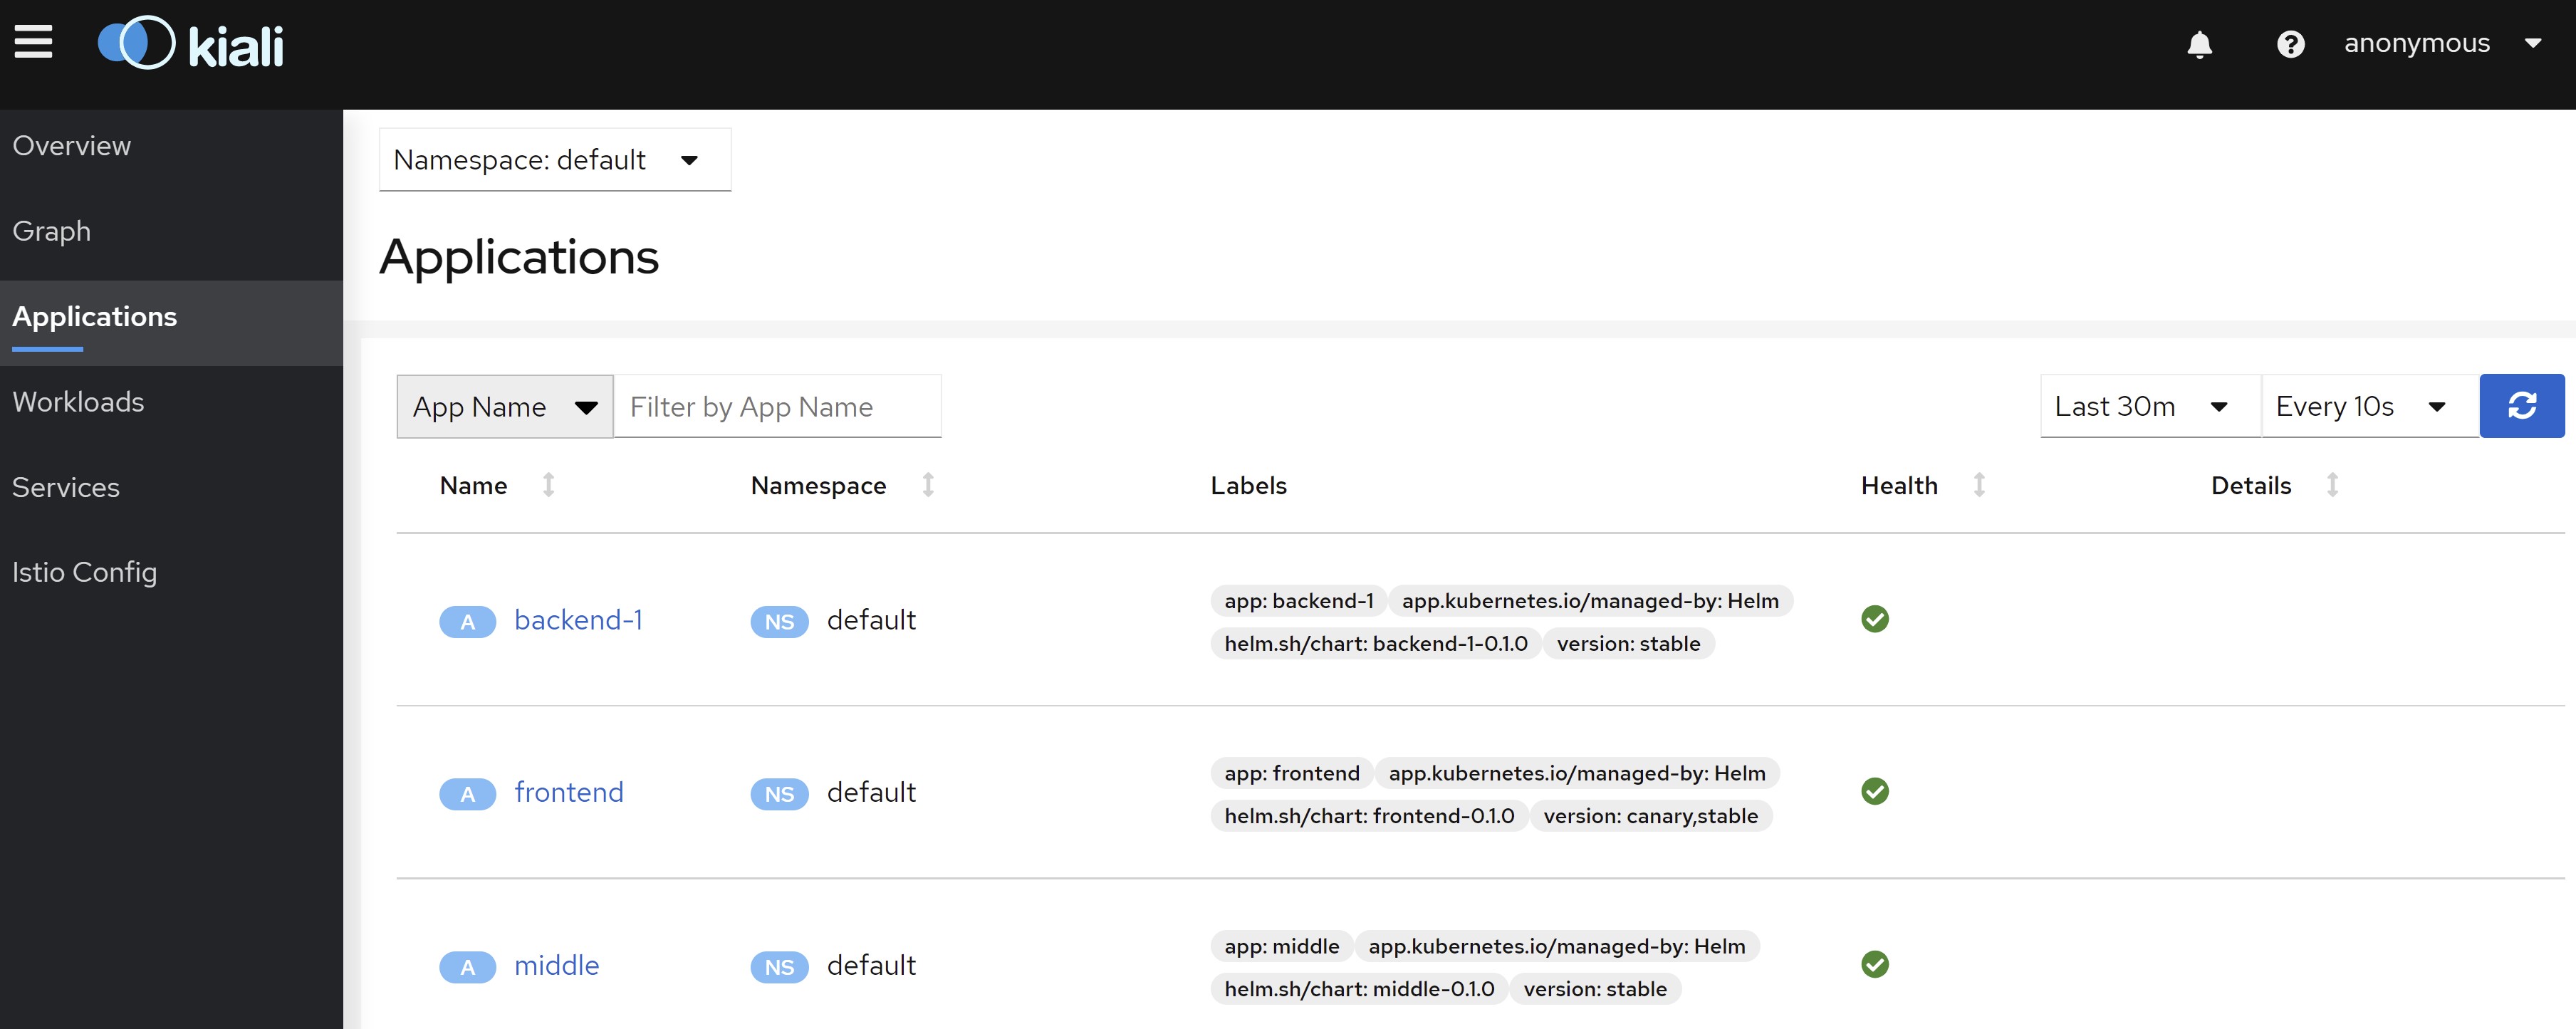 kiali
anonymous
Overview
Graph
Applications
Workloads
Services
Istio Config
Namespace: default
Applications
App Name Filter by App Name Last 30m Every 10s
Name Namespace Labels Health Details
A backend-1 NS default app: backend-1 app.kubernetes.io/managed-by: Helm
helm.sh/chart: backend-1-0.1.0 version: stable
A frontend NS default app: frontend app.kubernetes.io/managed-by: Helm
helm.sh/chart: frontend-0.1.0 version: canary,stable
A middle NS default app: middle app.kubernetes.io/managed-by: Helm
helm.sh/chart: middle-0.1.0 version: stable